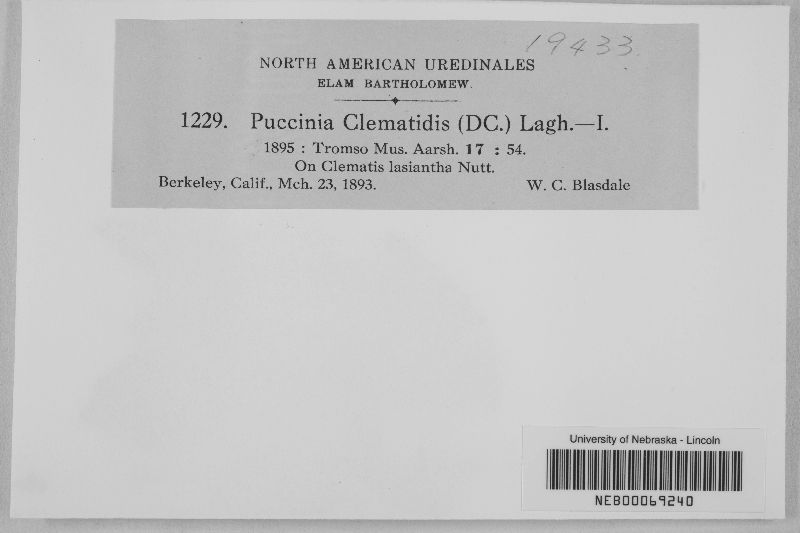 19433.
NORTH AMERICAN UREDINALES
ELAM BARTHOLOMEW.
1229. Puccinia Clematidis (DC.) Lagh.—I.
1895 : Tromso Mus. Aarsh. 17 : 54.
On Clematis lasiantha Nutt.
Berkeley, Calif., Mch. 23, 1893. W. C. Blasdale
University of Nebraska - Lincoln
NEB00069240